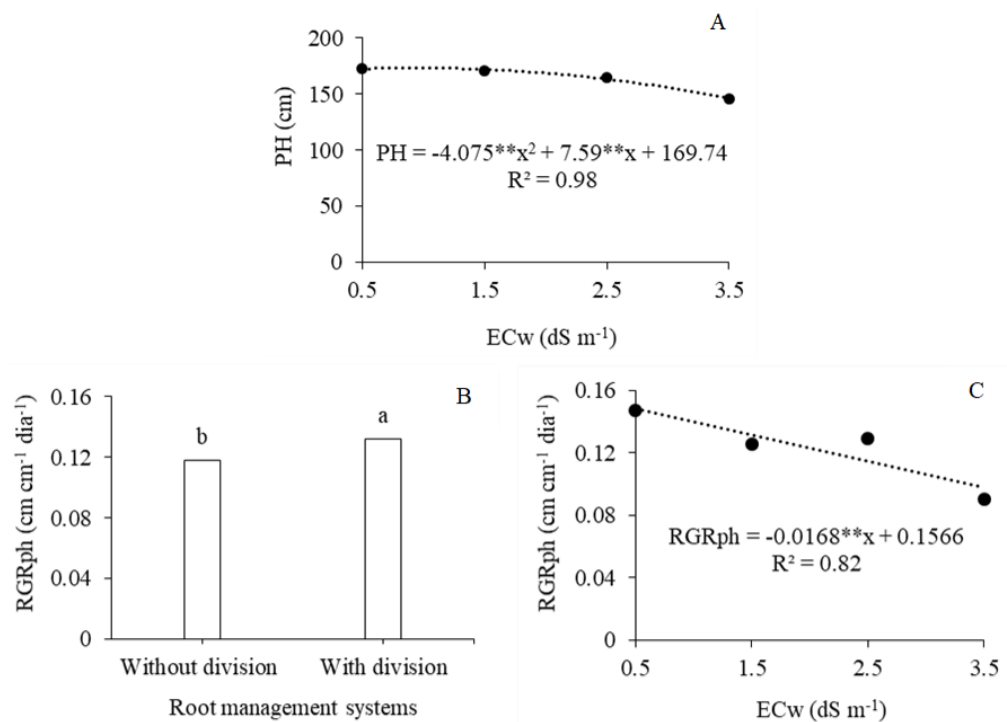 A
200
150
100
50
0
PH (cm)
PH = -4.075**x² + 7.59**x + 169.74
R² = 0.98
0.5 1.5 2.5 3.5
ECw (dS m⁻¹)
B
0.16
0.12
0.08
0.04
0
RGRph (cm cm⁻¹ dia⁻¹)
b a
Without division With division
Root management systems
C
0.16
0.12
0.08
0.04
0
RGRph (cm cm⁻¹ dia⁻¹)
RGRph = -0.0168**x + 0.1566
R² = 0.82
0.5 1.5 2.5 3.5
ECw (dS m⁻¹)